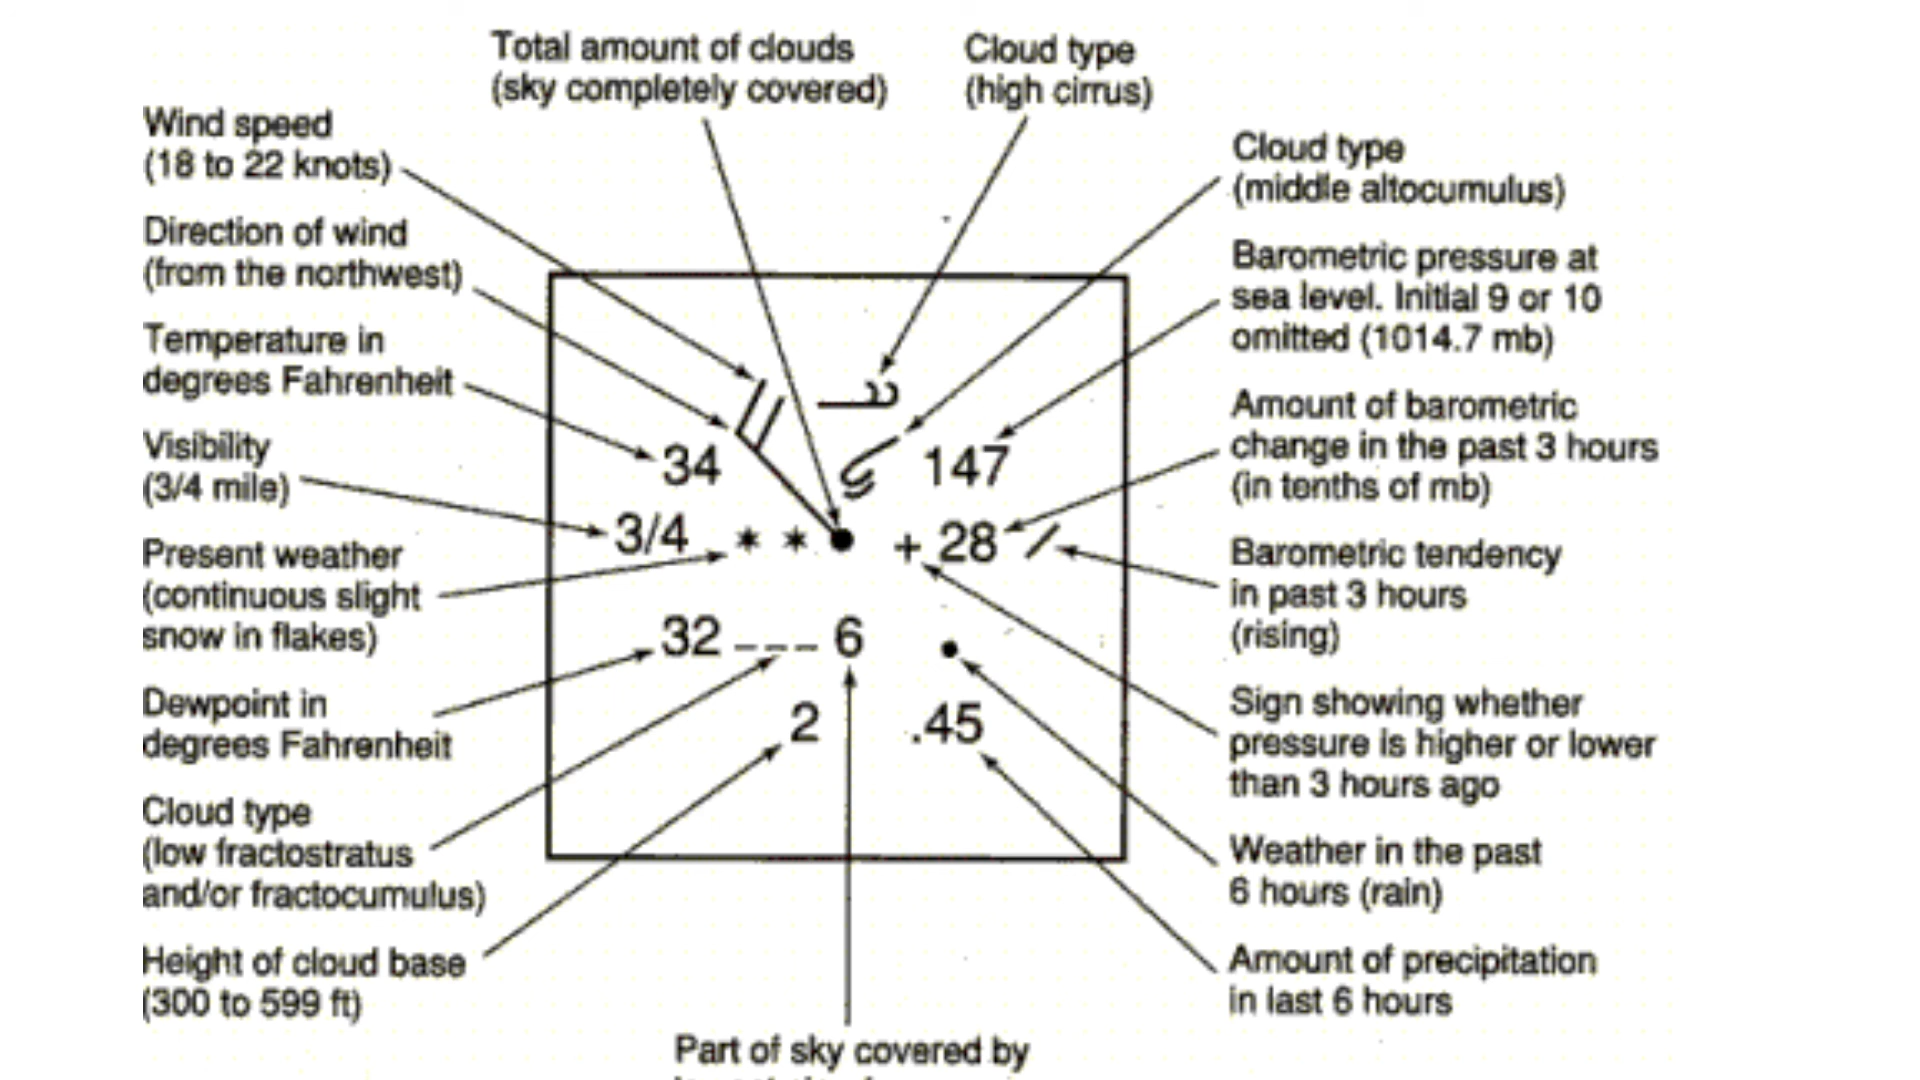 Total amount of clouds
(sky completely covered)
Cloud type
(high cirrus)
Wind speed
(18 to 22 knots)
Cloud type
(middle altocumulus)
Direction of wind
(from the northwest)
Barometric pressure at
sea level. Initial 9 or 10
omitted (1014.7 mb)
Temperature in
degrees Fahrenheit
Amount of barometric
change in the past 3 hours
(in tenths of mb)
Visibility
(3/4 mile)
Present weather
(continuous slight
snow in flakes)
Barometric tendency
in past 3 hours
(rising)
Dewpoint in
degrees Fahrenheit
Sign showing whether
pressure is higher or lower
than 3 hours ago
Cloud type
(low fractostratus
and/or fractocumulus)
Weather in the past
6 hours (rain)
Height of cloud base
(300 to 599 ft)
Amount of precipitation
in last 6 hours
34
147
3/4
* *
+ 28
32 --- 6
2
.45
Part of sky covered by